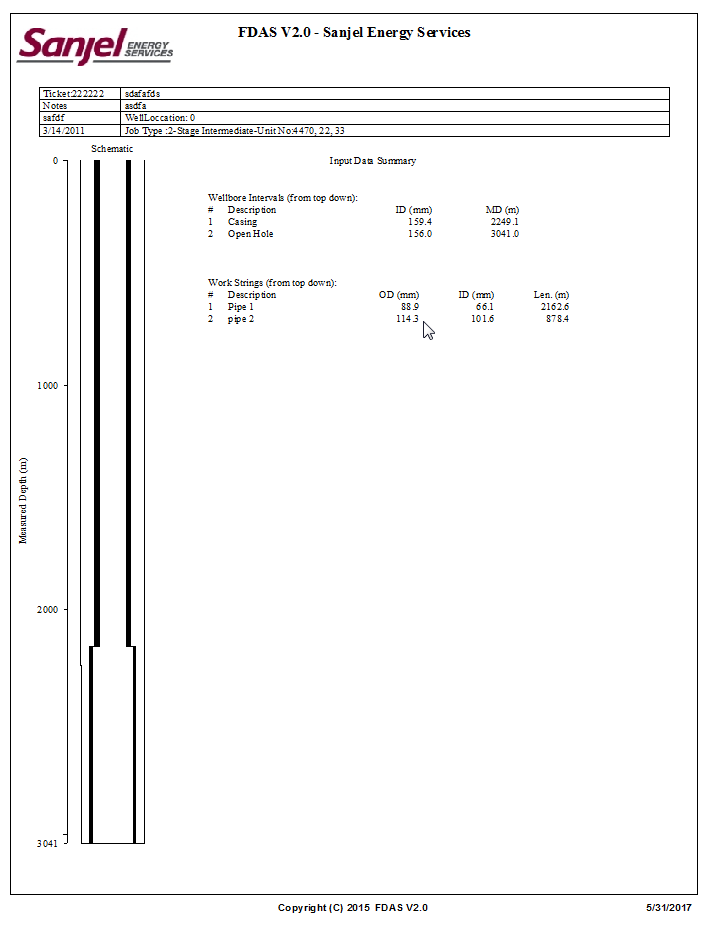 FDAS V2.0 - Sanjel Energy Services
Sanjel ENERGY SERVICES
Ticket:222222 sdafafds
Notes asdfa
safdf WellLoccation: 0
3/14/2011 Job Type :2-Stage Intermediate-Unit No:4470, 22, 33
Schematic
Input Data Summary
0
Wellbore Intervals (from top down):
# Description ID (mm) MD (m)
1 Casing 159.4 2249.1
2 Open Hole 156.0 3041.0
Work Strings (from top down):
# Description OD (mm) ID (mm) Len. (m)
1 Pipe 1 88.9 66.1 2162.6
2 pipe 2 114.3 101.6 878.4
1000
Measured Depth (m)
2000
3041
Copyright (C) 2015 FDAS V2.0 5/31/2017